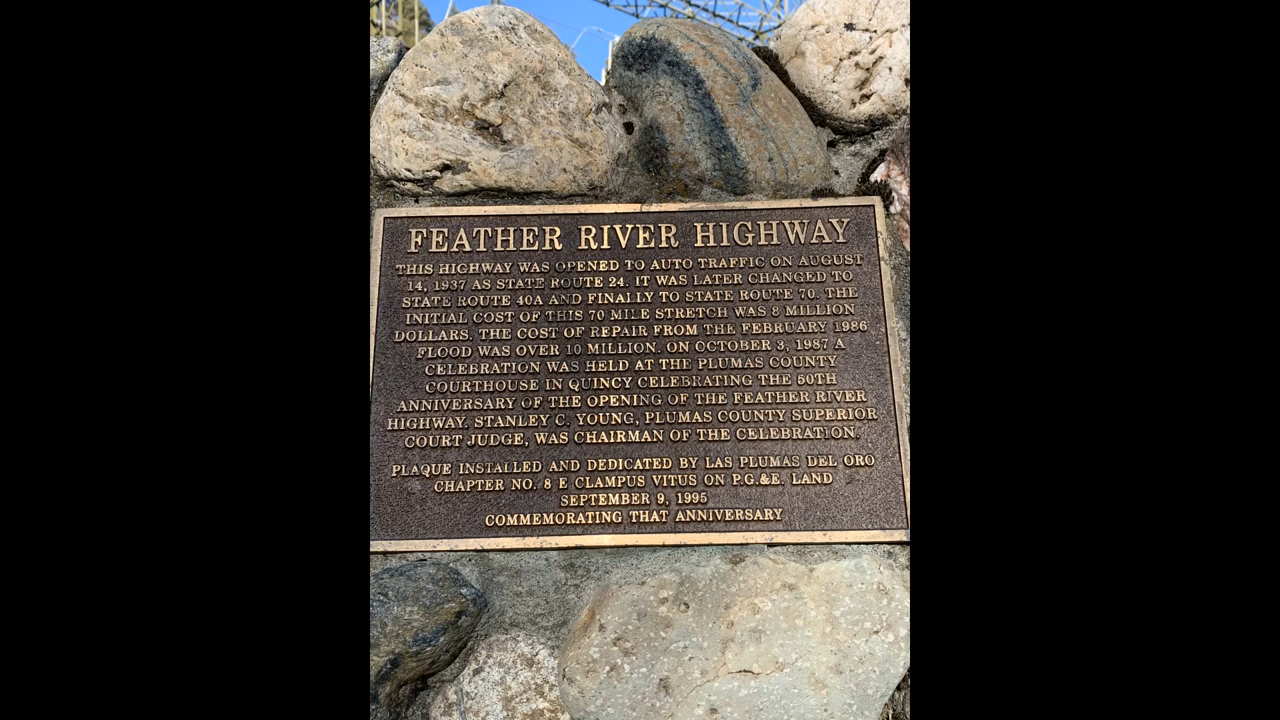 FEATHER RIVER HIGHWAY
THIS HIGHWAY WAS OPENED TO AUTO TRAFFIC ON AUGUST
14, 1937 AS STATE ROUTE 24. IT WAS LATER CHANGED TO
STATE ROUTE 40A AND FINALLY TO STATE ROUTE 70. THE
INITIAL COST OF THIS 70 MILE STRETCH WAS 8 MILLION
DOLLARS. THE COST OF REPAIR FROM THE FEBRUARY 1986
FLOOD WAS OVER 10 MILLION. ON OCTOBER 3, 1987 A
CELEBRATION WAS HELD AT THE PLUMAS COUNTY
COURTHOUSE IN QUINCY CELEBRATING THE 50TH
ANNIVERSARY OF THE OPENING OF THE FEATHER RIVER
HIGHWAY. STANLEY C. YOUNG, PLUMAS COUNTY SUPERIOR
COURT JUDGE, WAS CHAIRMAN OF THE CELEBRATION.
PLAQUE INSTALLED AND DEDICATED BY LAS PLUMAS DEL ORO
CHAPTER NO. 8 E CLAMPUS VITUS ON P.G.&E. LAND
SEPTEMBER 9, 1995
COMMEMORATING THAT ANNIVERSARY